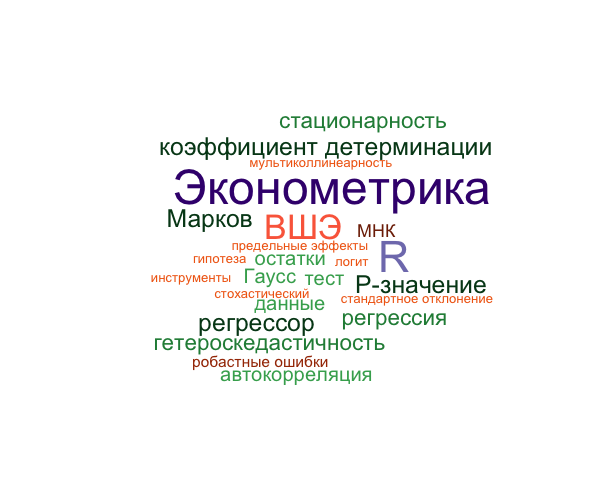 стационарность
коэффициент детерминации
мультиколлинеарность
Эконометрика
Марков
ВШЭ
МНК
предельные эффекты
R
гипотеза
остатки
логит
инструменты
Гаусс
тест
Р-значение
стохастический
стандартное отклонение
данные
регрессор
регрессия
гетероскедастичность
робастные ошибки
автокорреляция